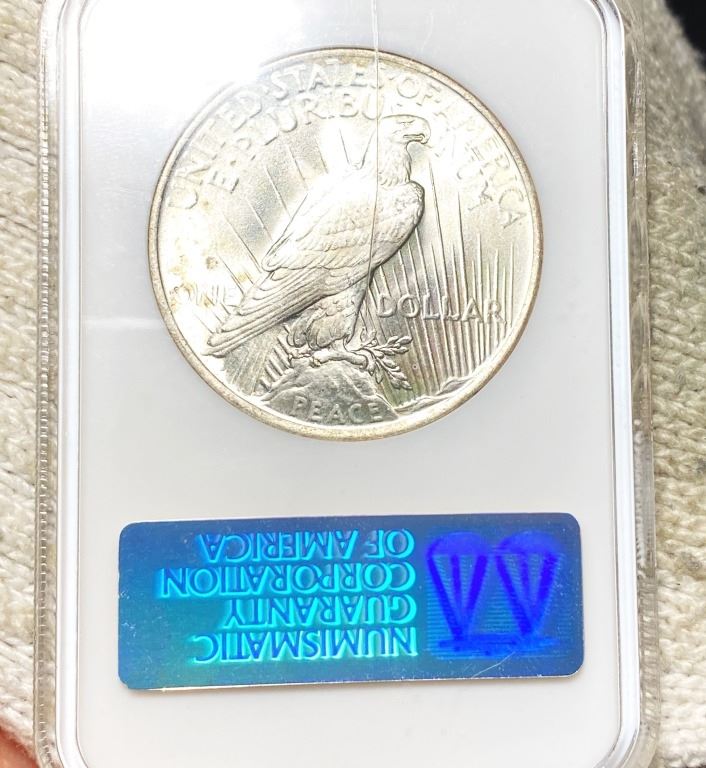 UNITED·STATES·OF·AMERICA
E·PLURIBUS UNUM
ONE DOLLAR
PEACE
NUMISMATIC
GUARANTY
CORPORATION
OF AMERICA